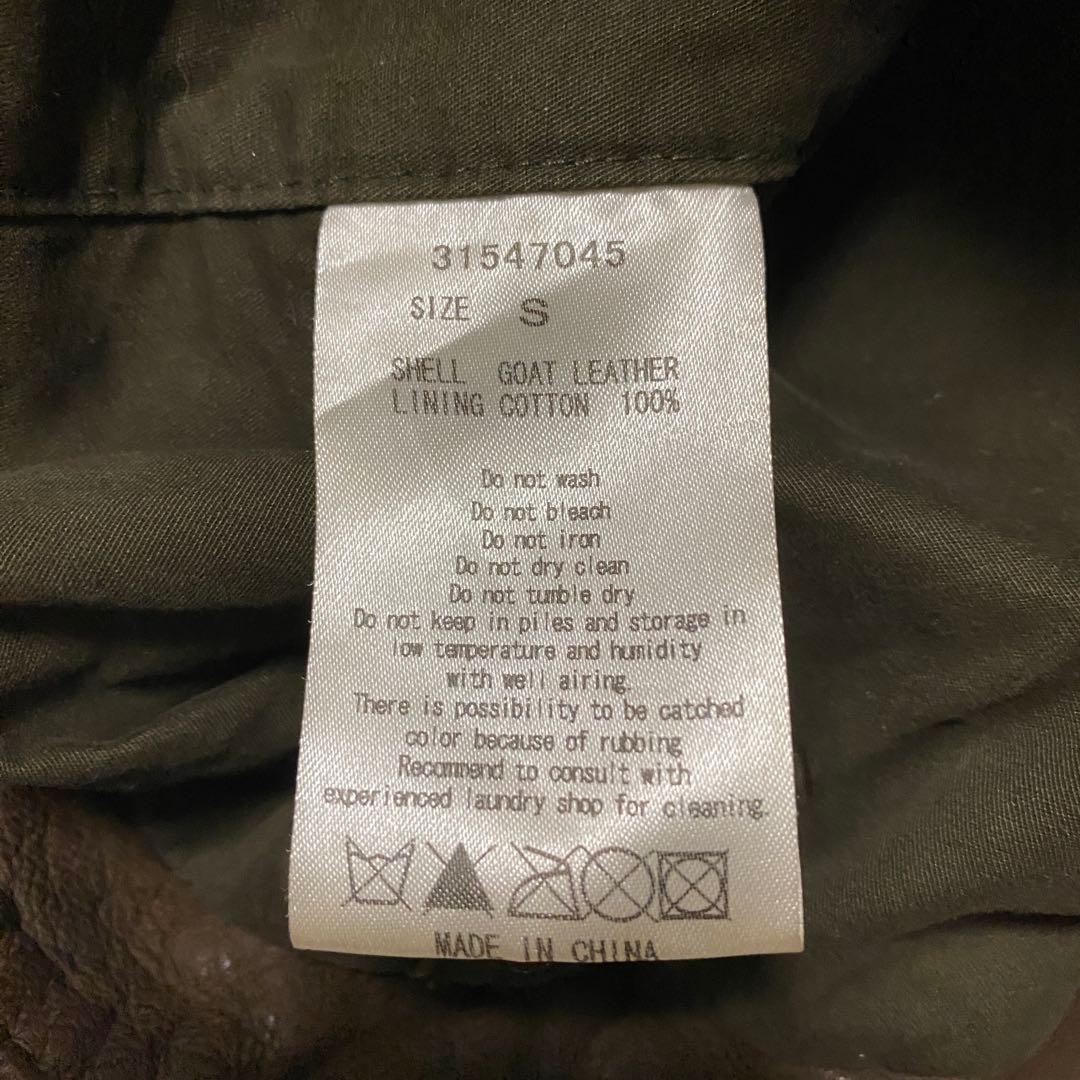 31547045
SIZE S
SHELL GOAT LEATHER
LINING COTTON 100%
Do not wash
Do not bleach
Do not iron
Do not dry clean
Do not tumble dry
Do not keep in piles and storage in
low temperature and humidity
with well airing.
There is possibility to be catched
color because of rubbing
Recommend to consult with
experienced laundry shop for cleaning.
MADE IN CHINA